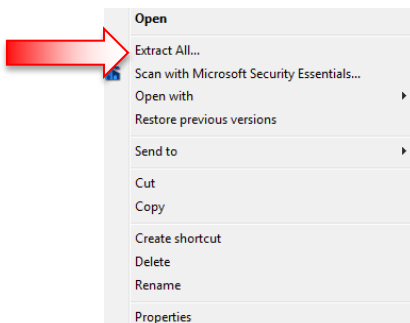 Open
Extract All...
Scan with Microsoft Security Essentials...
Open with
Restore previous versions
Send to
Cut
Copy
Create shortcut
Delete
Rename
Properties